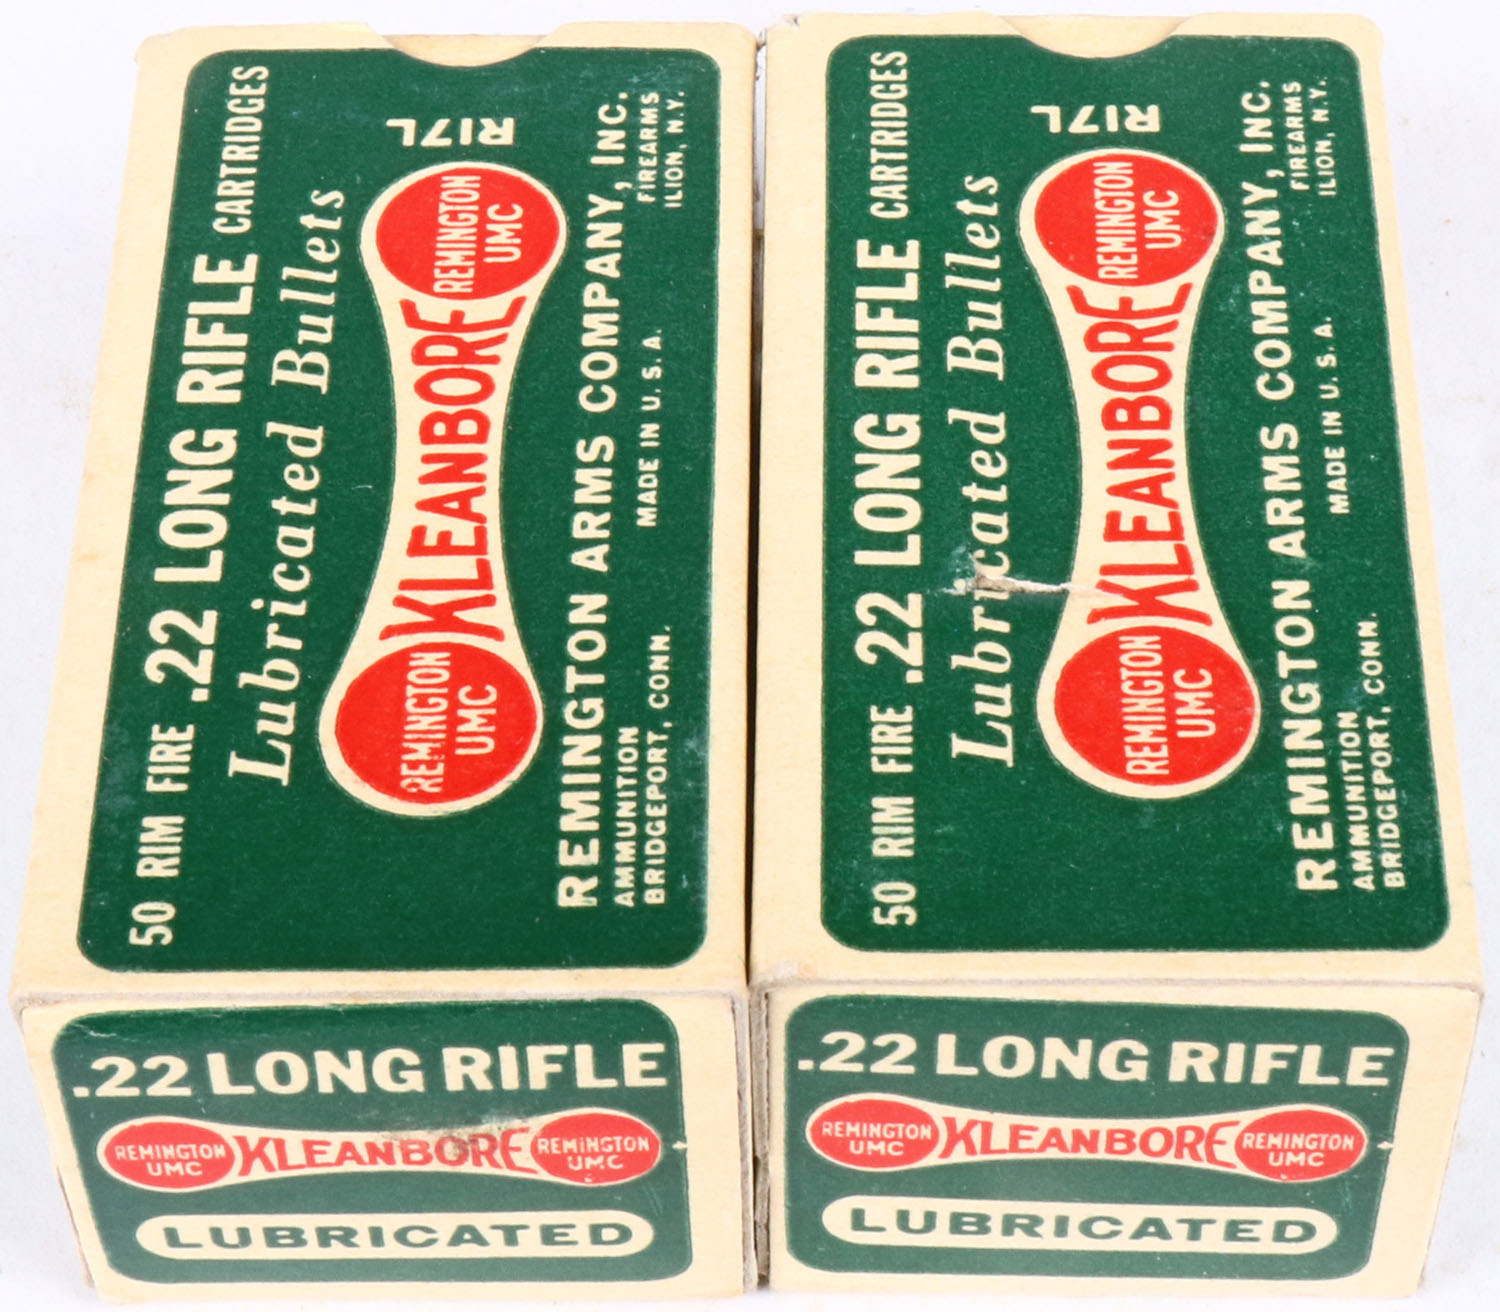 50 RIM FIRE .22 LONG RIFLE CARTRIDGES
Lubricated Bullets
REMINGTON
UMC
KLEANBORE
REMINGTON
UMC
R17L
REMINGTON ARMS COMPANY, INC.
AMMUNITION
BRIDGEPORT, CONN.
MADE IN U.S.A.
FIREARMS
ILION, N.Y.
.22 LONG RIFLE
REMINGTON
UMC
KLEANBORE
REMINGTON
UMC
LUBRICATED
50 RIM FIRE .22 LONG RIFLE CARTRIDGES
Lubricated Bullets
REMINGTON
UMC
KLEANBORE
REMINGTON
UMC
R17L
REMINGTON ARMS COMPANY, INC.
AMMUNITION
BRIDGEPORT, CONN.
MADE IN U.S.A.
FIREARMS
ILION, N.Y.
.22 LONG RIFLE
REMINGTON
UMC
KLEANBORE
REMINGTON
UMC
LUBRICATED